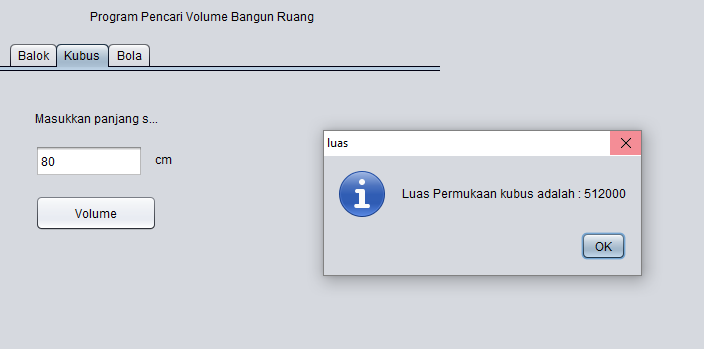 Program Pencari Volume Bangun Ruang
Balok Kubus Bola
Masukkan panjang s...
80 cm
Volume
luas
Luas Permukaan kubus adalah : 512000
OK